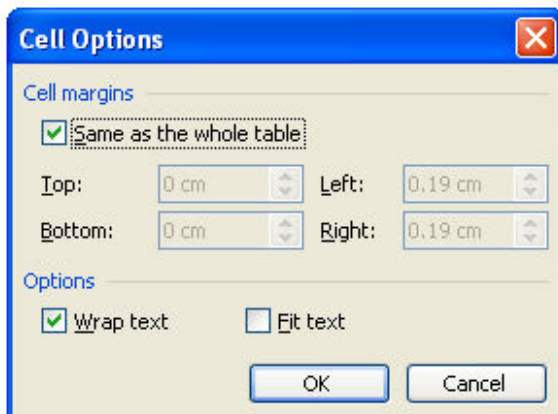 Cell Options
Cell margins
Same as the whole table
Top: 0 cm Left: 0.19 cm
Bottom: 0 cm Right: 0.19 cm
Options
Wrap text Fit text
OK Cancel